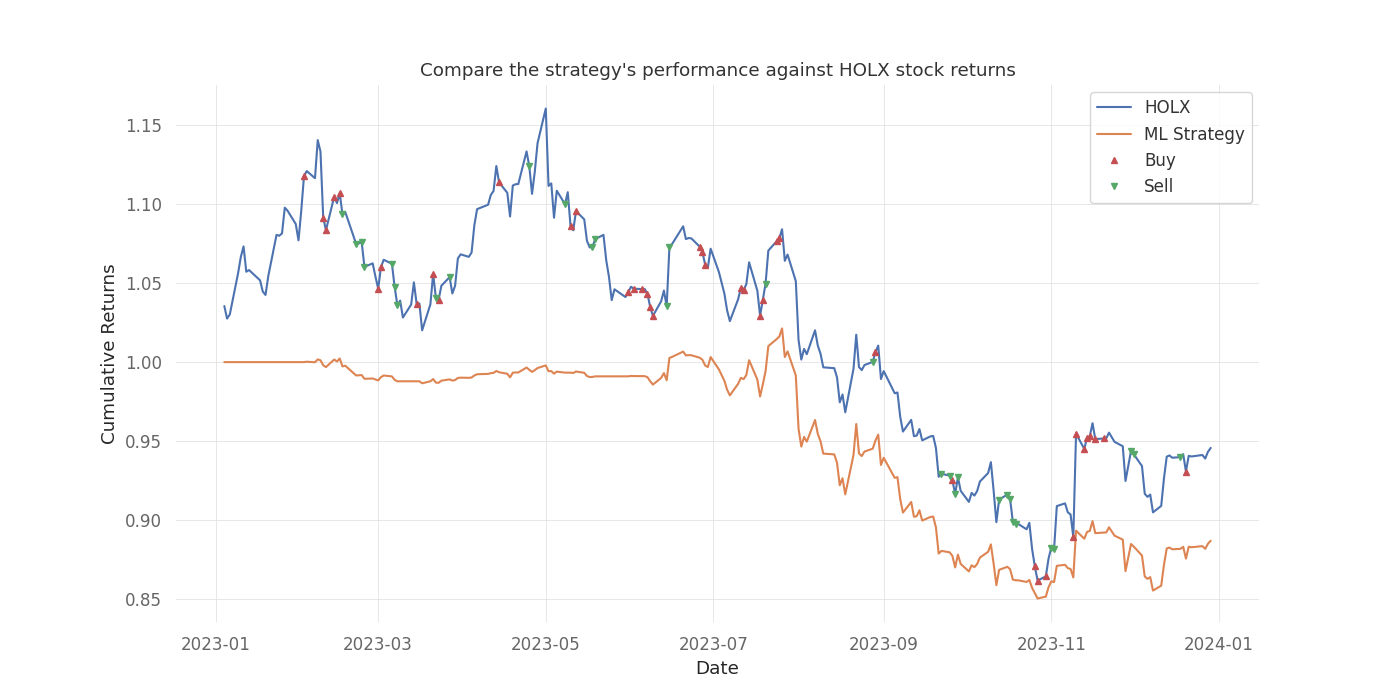 Compare the strategy's performance against HOLX stock returns
HOLX
ML Strategy
Buy
Sell
Cumulative Returns
1.15
1.10
1.05
1.00
0.95
0.90
0.85
2023-01 2023-03 2023-05 2023-07 2023-09 2023-11 2024-01
Date